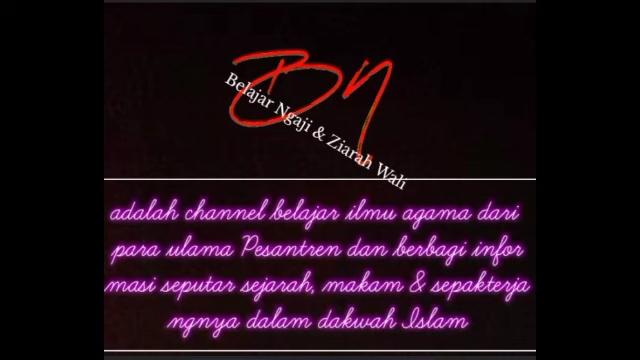 BN
Belajar Ngaji & Ziarah Wali
adalah channel belajar ilmu agama dari
para ulama Pesantren dan berbagi infor
masi seputar sejarah, makam & sepakterja
ngnya dalam dakwah Islam